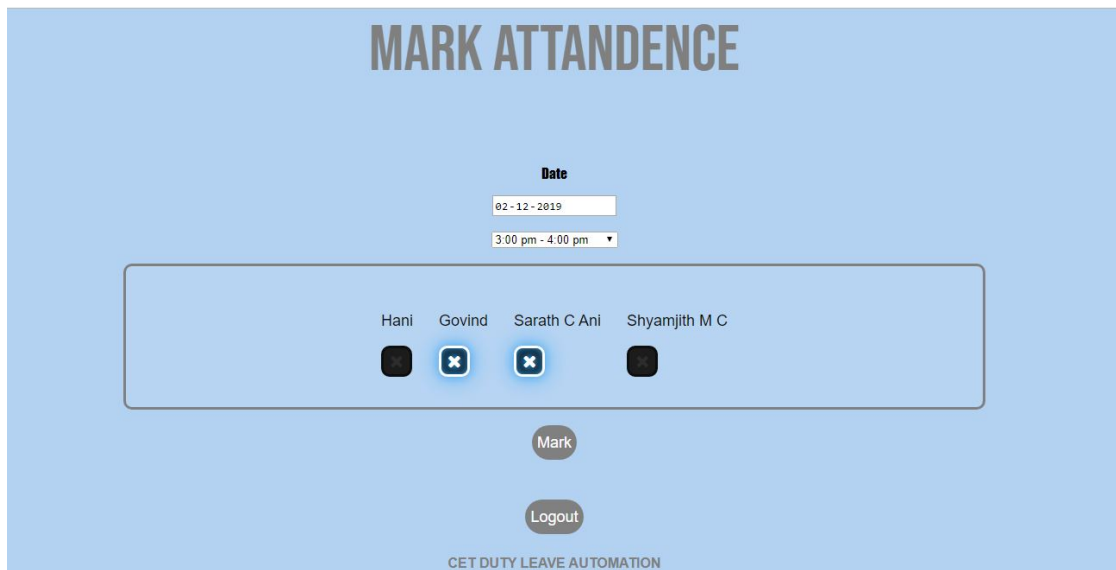 MARK ATTANDENCE
Date
02-12-2019
3:00 pm - 4:00 pm
Hani Govind Sarath C Ani Shyamjith M C
Mark
Logout
CET DUTY LEAVE AUTOMATION